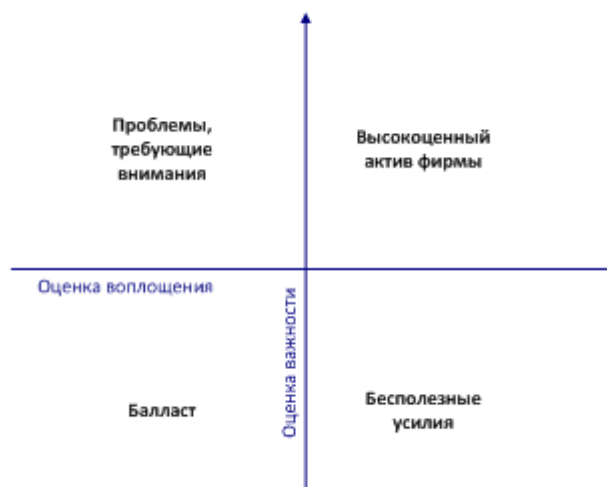 Проблемы,
требующие
внимания
Высокоценный
актив фирмы
Оценка воплощения
Оценка важности
Балласт
Бесполезные
усилия